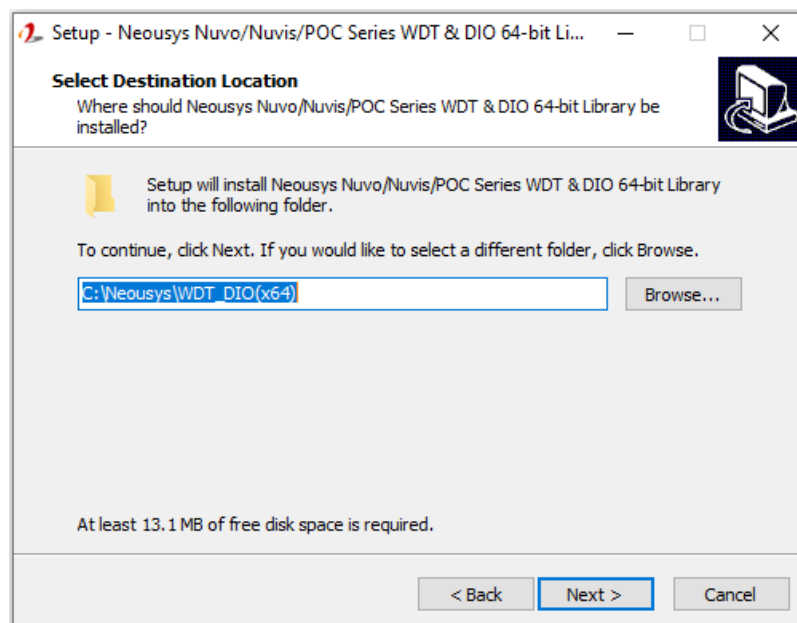 Setup - Neousys Nuvo/Nuvis/POC Series WDT & DIO 64-bit Li...
Select Destination Location
Where should Neousys Nuvo/Nuvis/POC Series WDT & DIO 64-bit Library be
installed?
Setup will install Neousys Nuvo/Nuvis/POC Series WDT & DIO 64-bit Library
into the following folder.
To continue, click Next. If you would like to select a different folder, click Browse.
C:\Neousys\WDT_DIO(x64)
Browse...
At least 13.1 MB of free disk space is required.
< Back
Next >
Cancel